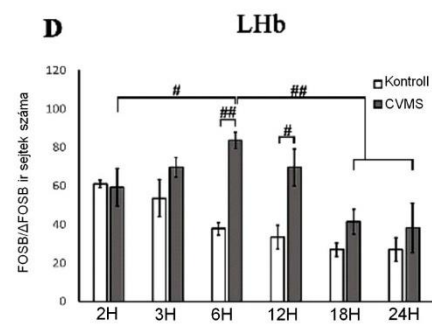 D
LHb
FOSB/ΔFOSB ir sejtek száma
120
100
80
60
40
20
0
#
##
##
#
Kontroll
CVMS
2H
3H
6H
12H
18H
24H